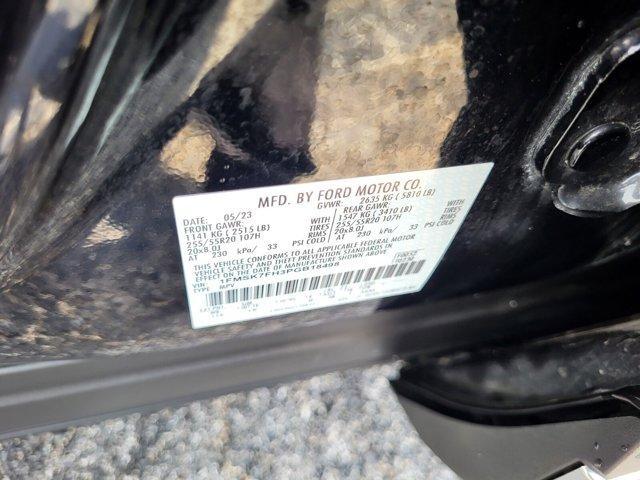 MFD. BY FORD MOTOR CO.
DATE: 05/23 GVWR: 2635 KG ( 5810 LB)
FRONT GAWR: REAR GAWR:
1141 KG ( 2515 LB) WITH 1547 KG ( 3410 LB) WITH
255/55R20 107H TIRES 255/55R20 107H TIRES
20x8.0J RIMS 20x8.0J RIMS
AT 230 kPa/ 33 PSI COLD AT 230 kPa/ 33 PSI COLD
THIS VEHICLE CONFORMS TO ALL APPLICABLE FEDERAL MOTOR
VEHICLE SAFETY AND THEFT PREVENTION STANDARDS IN
EFFECT ON THE DATE OF MANUFACTURE SHOWN ABOVE.
VIN: 1FMSK7FH3PGB18498
TYPE: MPV